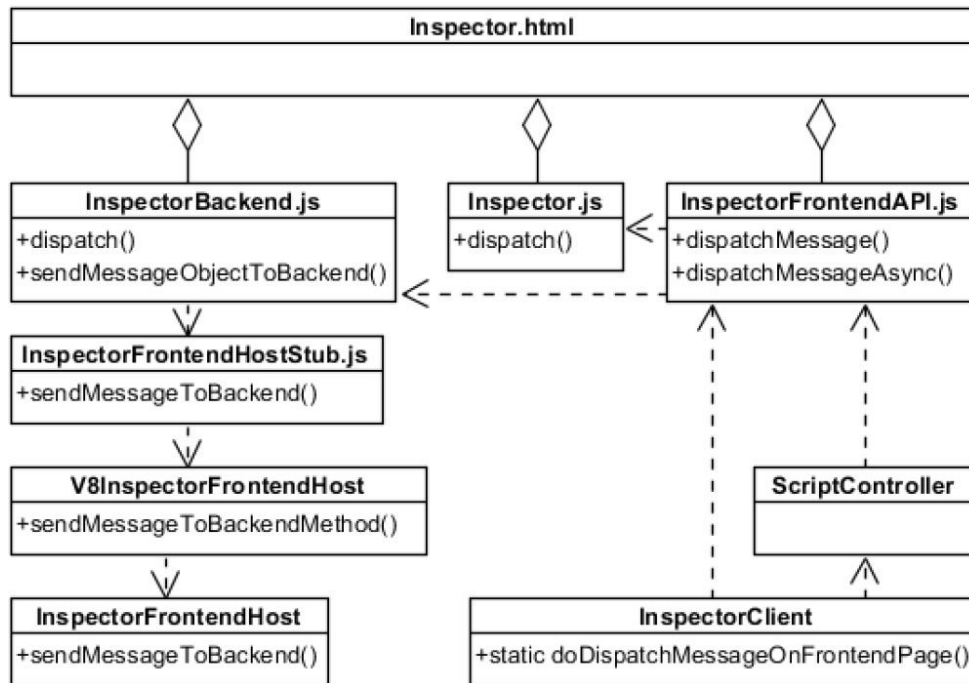 Inspector.html
InspectorBackend.js
+dispatch()
+sendMessageObjectToBackend()
Inspector.js
+dispatch()
InspectorFrontendAPI.js
+dispatchMessage()
+dispatchMessageAsync()
InspectorFrontendHostStub.js
+sendMessageToBackend()
V8InspectorFrontendHost
+sendMessageToBackendMethod()
ScriptController
InspectorFrontendHost
+sendMessageToBackend()
InspectorClient
+static doDispatchMessageOnFrontendPage()